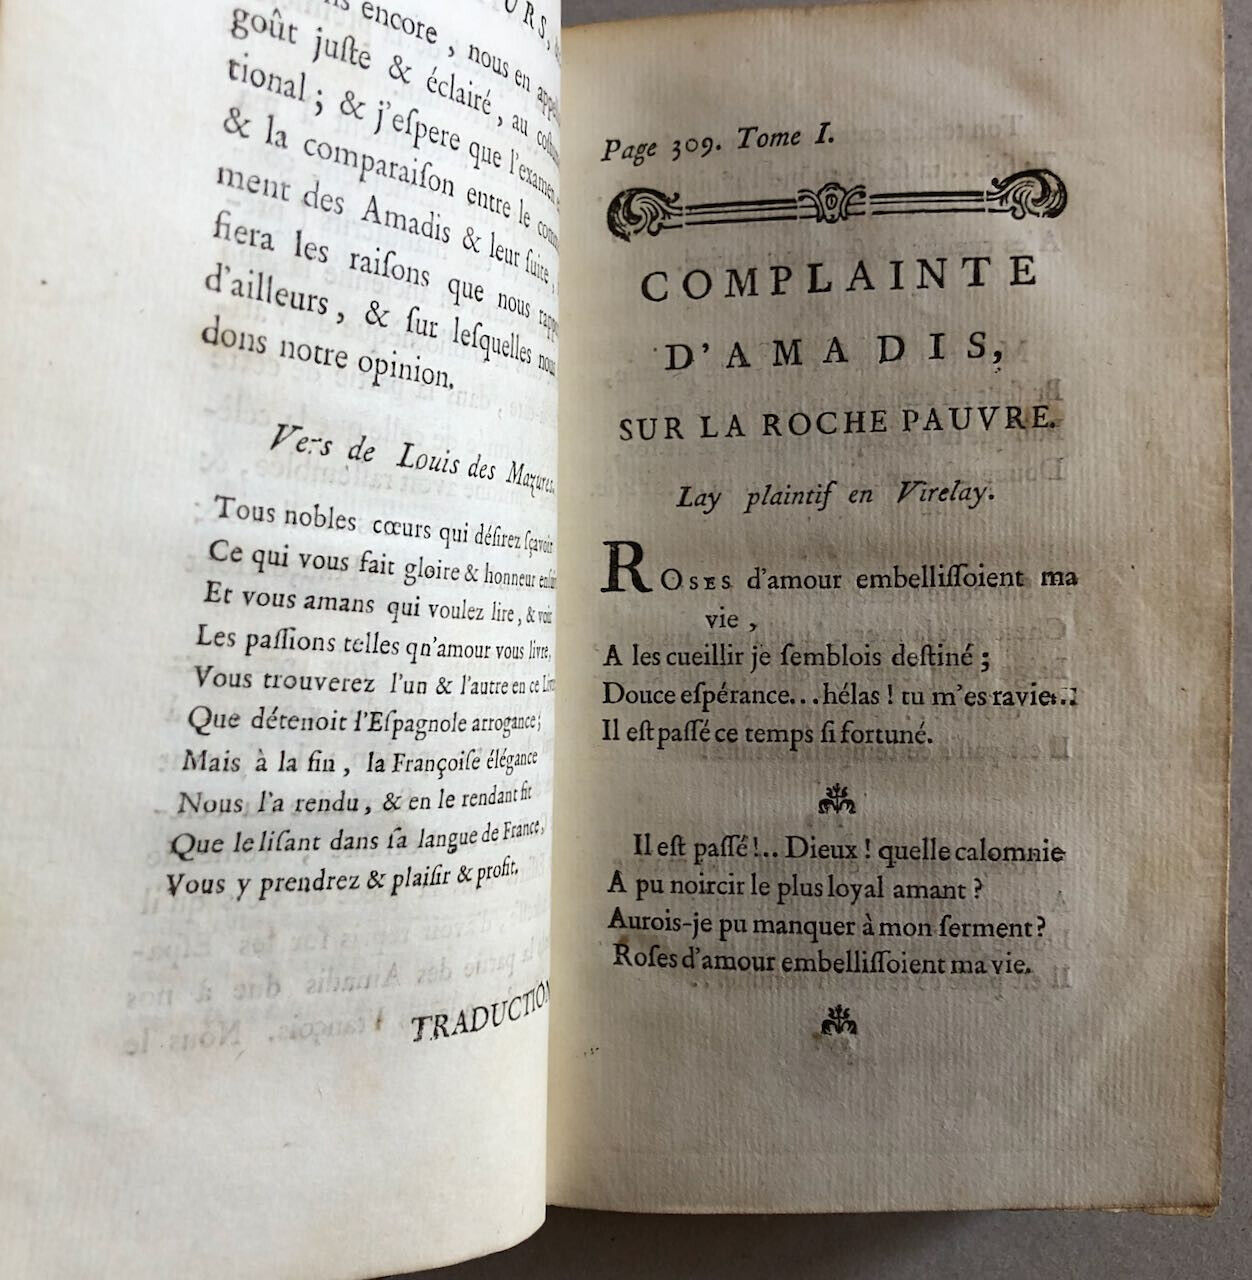 URS,
encore, nous en
goût juſte & éclairé, au
tional; & j'eſpere que l'examen
& la comparaiſon entre le
ment des Amadis & leur ſuite,
fiera les raiſons que nous
d'ailleurs, & ſur leſquelles nous
dons notre opinion.
Vers de Louis des Mazures.
Tous nobles cœurs qui déſirez ſçavoir
Ce qui vous fait gloire & honneur
Et vous amans qui voulez lire, & voir
Les paſſions telles qu'amour vous livre,
Vous trouverez l'un & l'autre en ce
Que détenoit l'Eſpagnole arrogance;
Mais à la fin, la Françoiſe élégance
Nous l'a rendu, & en le rendant fit
Que le liſant dans ſa langue de France,
Vous y prendrez & plaiſir & profit.
TRADUCTION
Page 309. Tome I.
COMPLAINTE
D'AMADIS,
SUR LA ROCHE PAUVRE.
Lay plaintif en Virelay.
ROSES d'amour embelliſſoient ma
vie,
A les cueillir je ſemblois deſtiné;
Douce eſpérance... hélas! tu m'es ravie...
Il eſt paſſé ce temps ſi fortuné.
Il eſt paſſé!.. Dieux! quelle calomnie
A pu noircir le plus loyal amant?
Aurois-je pu manquer à mon ſerment?
Roſes d'amour embelliſſoient ma vie.